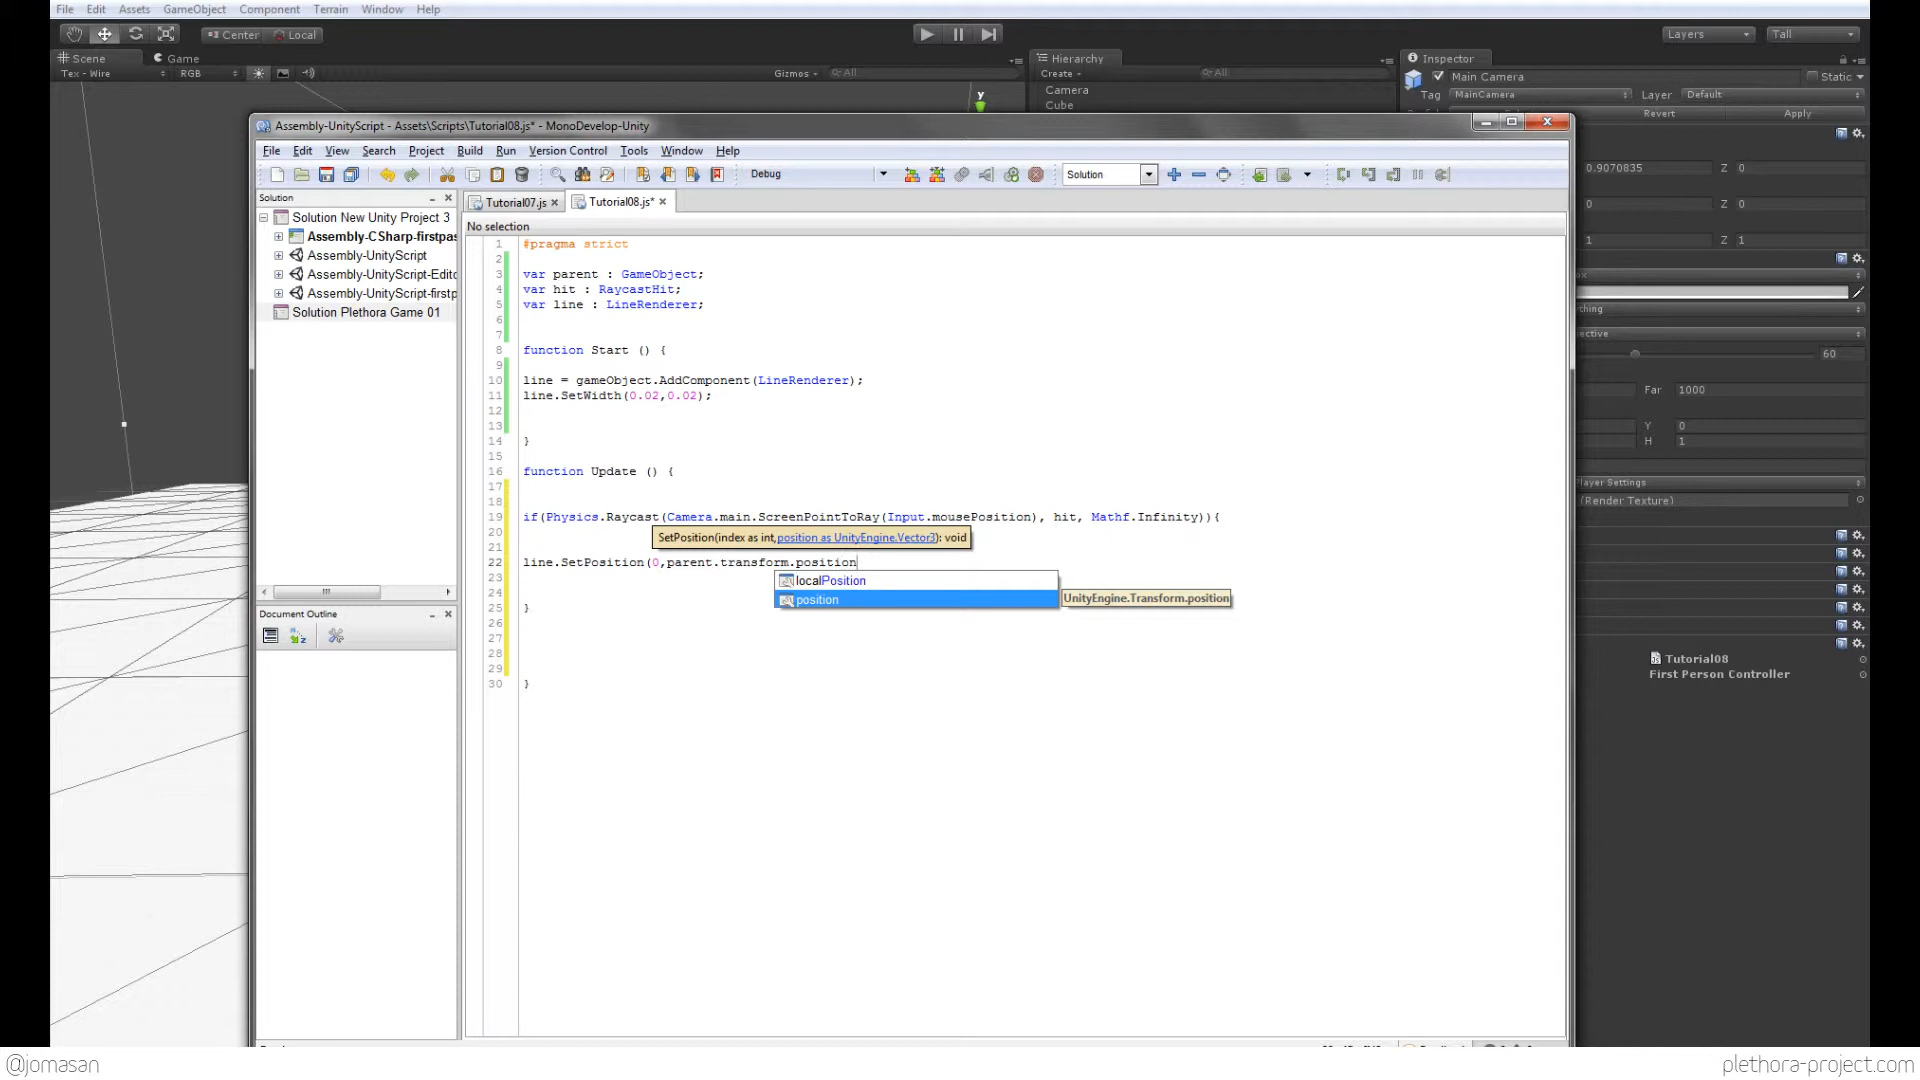 File Edit Assets GameObject Component Terrain Window Help
Center Local Layers Tall
Scene Game Hierarchy Inspector
Tex - Wire RGB Gizmos All Create All Main Camera Static
Camera Tag MainCamera Layer Default
Cube Revert Apply
Assembly-UnityScript - Assets\Scripts\Tutorial08.js* - MonoDevelop-Unity
File Edit View Search Project Build Run Version Control Tools Window Help
Debug Solution
0.9070835 Z 0
0 Z 0
1 Z 1
Far 1000
60
Y 0
H 1
layer Settings
(Render Texture)
Tutorial08
First Person Controller
Solution
Solution New Unity Project 3
Assembly-CSharp-firstpas
Assembly-UnityScript
Assembly-UnityScript-Edito
Assembly-UnityScript-firstp
Solution Plethora Game 01
Document Outline
Tutorial07.js Tutorial08.js*
No selection
1 #pragma strict
2
3 var parent : GameObject;
4 var hit : RaycastHit;
5 var line : LineRenderer;
6
7
8 function Start () {
9
10 line = gameObject.AddComponent(LineRenderer);
11 line.SetWidth(0.02,0.02);
12
13
14 }
15
16 function Update () {
17
18
19 if(Physics.Raycast(Camera.main.ScreenPointToRay(Input.mousePosition), hit, Mathf.Infinity)){
20
SetPosition(index as int,position as UnityEngine.Vector3): void
21
22 line.SetPosition(0,parent.transform.position
23
localPosition
24
position UnityEngine.Transform.position
25 }
26
27
28
29
30 }
@jomasan plethora-project.com